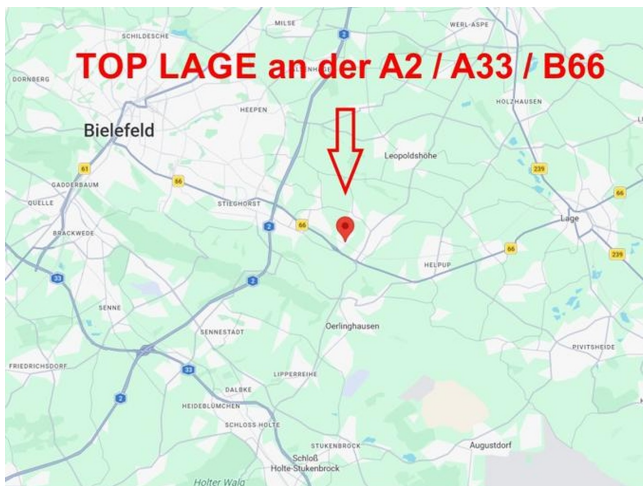 MILSE
WERL-ASPE
SCHILDESCHE
2
TOP LAGE an der A2 / A33 / B66
DORNBERG
HOLZHAUSEN
HEEPEN
Bielefeld
Leopoldshöhe
61
239
GADDERBAUM
66
66
QUELLE
STIEGHORST
Lage
BRACKWEDE
2
66
66
239
HELPUP
33
2
SENNE
Oerlinghausen
SENNESTADT
PIVITSHEIDE
FRIEDRICHSDORF
33
LIPPERREIHE
DALBKE
2
HEIDEBLÜMCHEN
SCHLOSS HOLTE
STUKENBROCK
Augustdorf
Schloß
Holte-Stukenbrock
Holter Wald